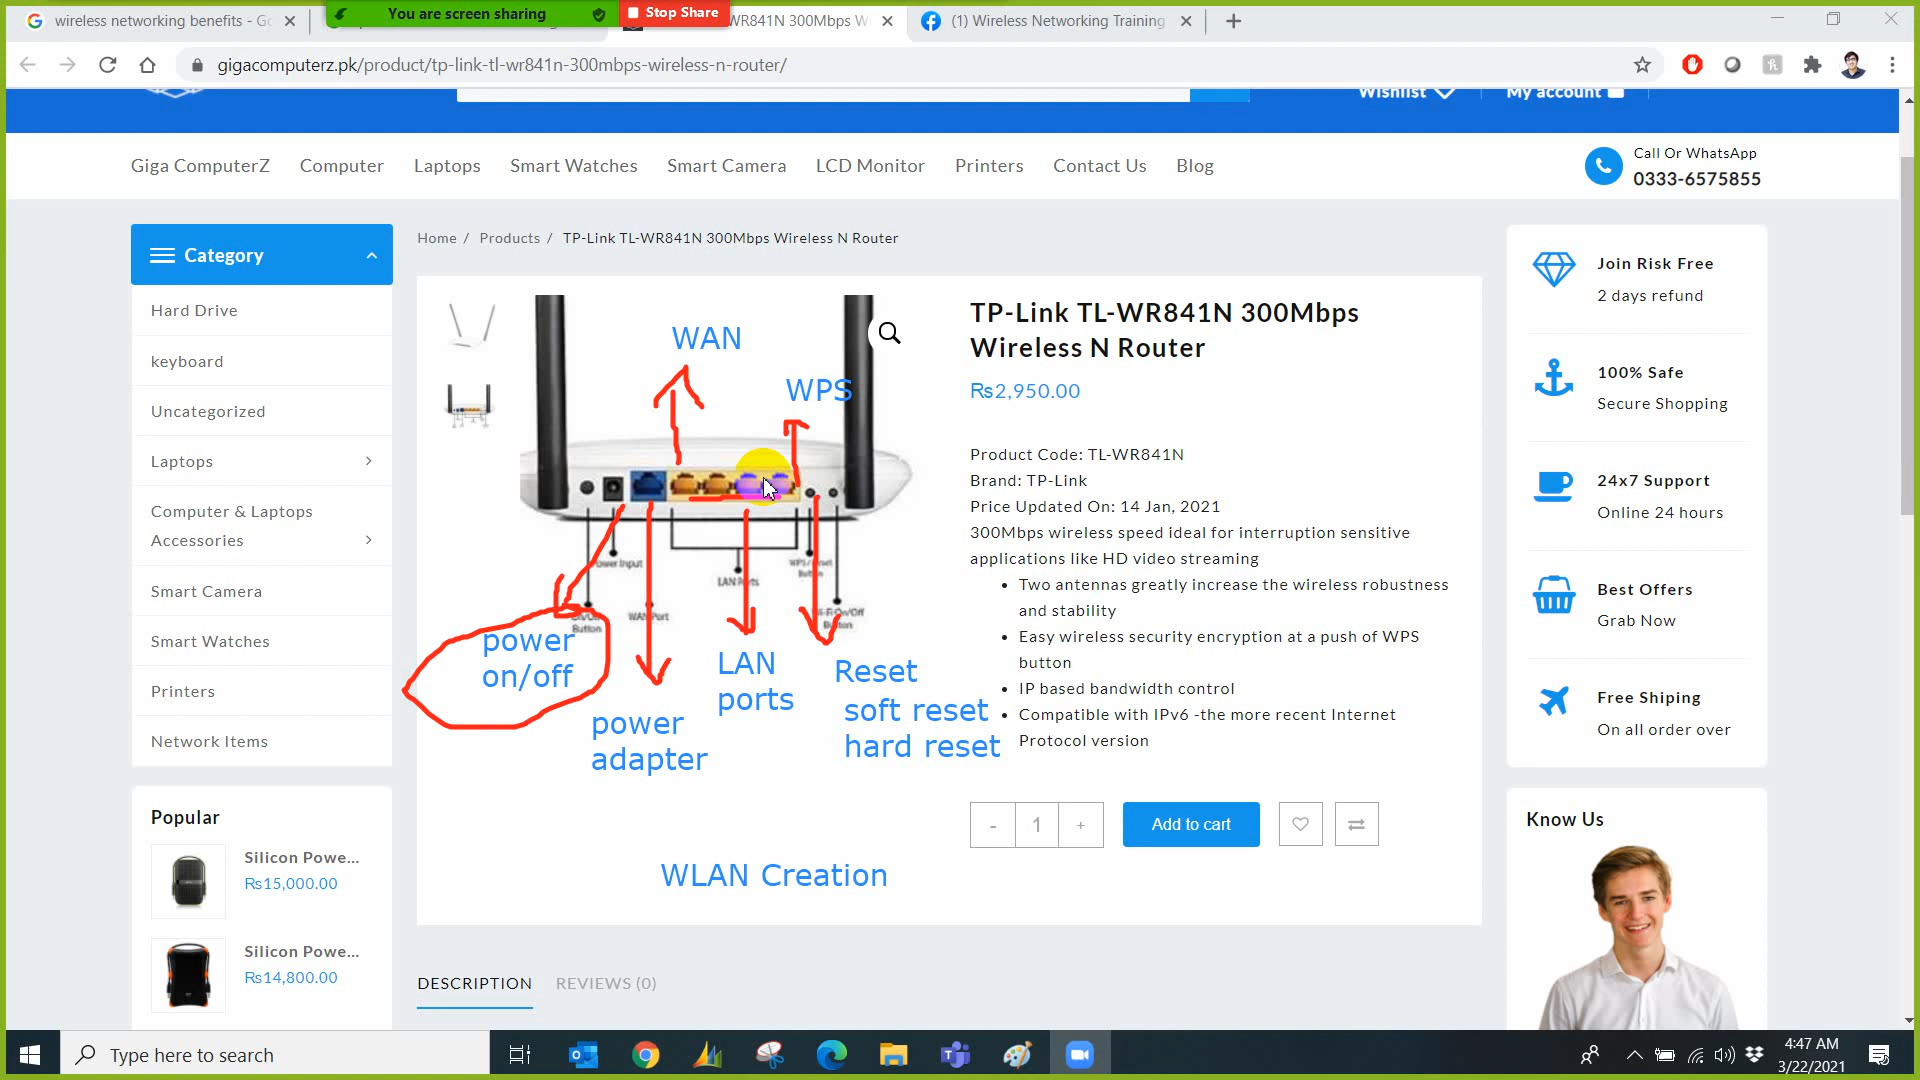 wireless networking benefits - Go
You are screen sharing
Stop Share
WR841N 300Mbps W
(1) Wireless Networking Training
gigacomputerz.pk/product/tp-link-tl-wr841n-300mbps-wireless-n-router/
Wishlist
My account
Giga ComputerZ
Computer
Laptops
Smart Watches
Smart Camera
LCD Monitor
Printers
Contact Us
Blog
Call Or WhatsApp
0333-6575855
Category
Hard Drive
keyboard
Uncategorized
Laptops
Computer & Laptops
Accessories
Smart Camera
Smart Watches
Printers
Network Items
Popular
Silicon Powe...
₨15,000.00
Silicon Powe...
₨14,800.00
Home / Products / TP-Link TL-WR841N 300Mbps Wireless N Router
WAN
WPS
Power Input
LAN Ports
Button
WAN Port
Button
power
on/off
power
adapter
LAN
ports
Reset
soft reset
hard reset
WLAN Creation
TP-Link TL-WR841N 300Mbps
Wireless N Router
₨2,950.00
Product Code: TL-WR841N
Brand: TP-Link
Price Updated On: 14 Jan, 2021
300Mbps wireless speed ideal for interruption sensitive
applications like HD video streaming
• Two antennas greatly increase the wireless robustness
and stability
• Easy wireless security encryption at a push of WPS
button
• IP based bandwidth control
• Compatible with IPv6 -the more recent Internet
Protocol version
- 1 +
Add to cart
DESCRIPTION
REVIEWS (0)
Join Risk Free
2 days refund
100% Safe
Secure Shopping
24x7 Support
Online 24 hours
Best Offers
Grab Now
Free Shiping
On all order over
Know Us
Type here to search
4:47 AM
3/22/2021